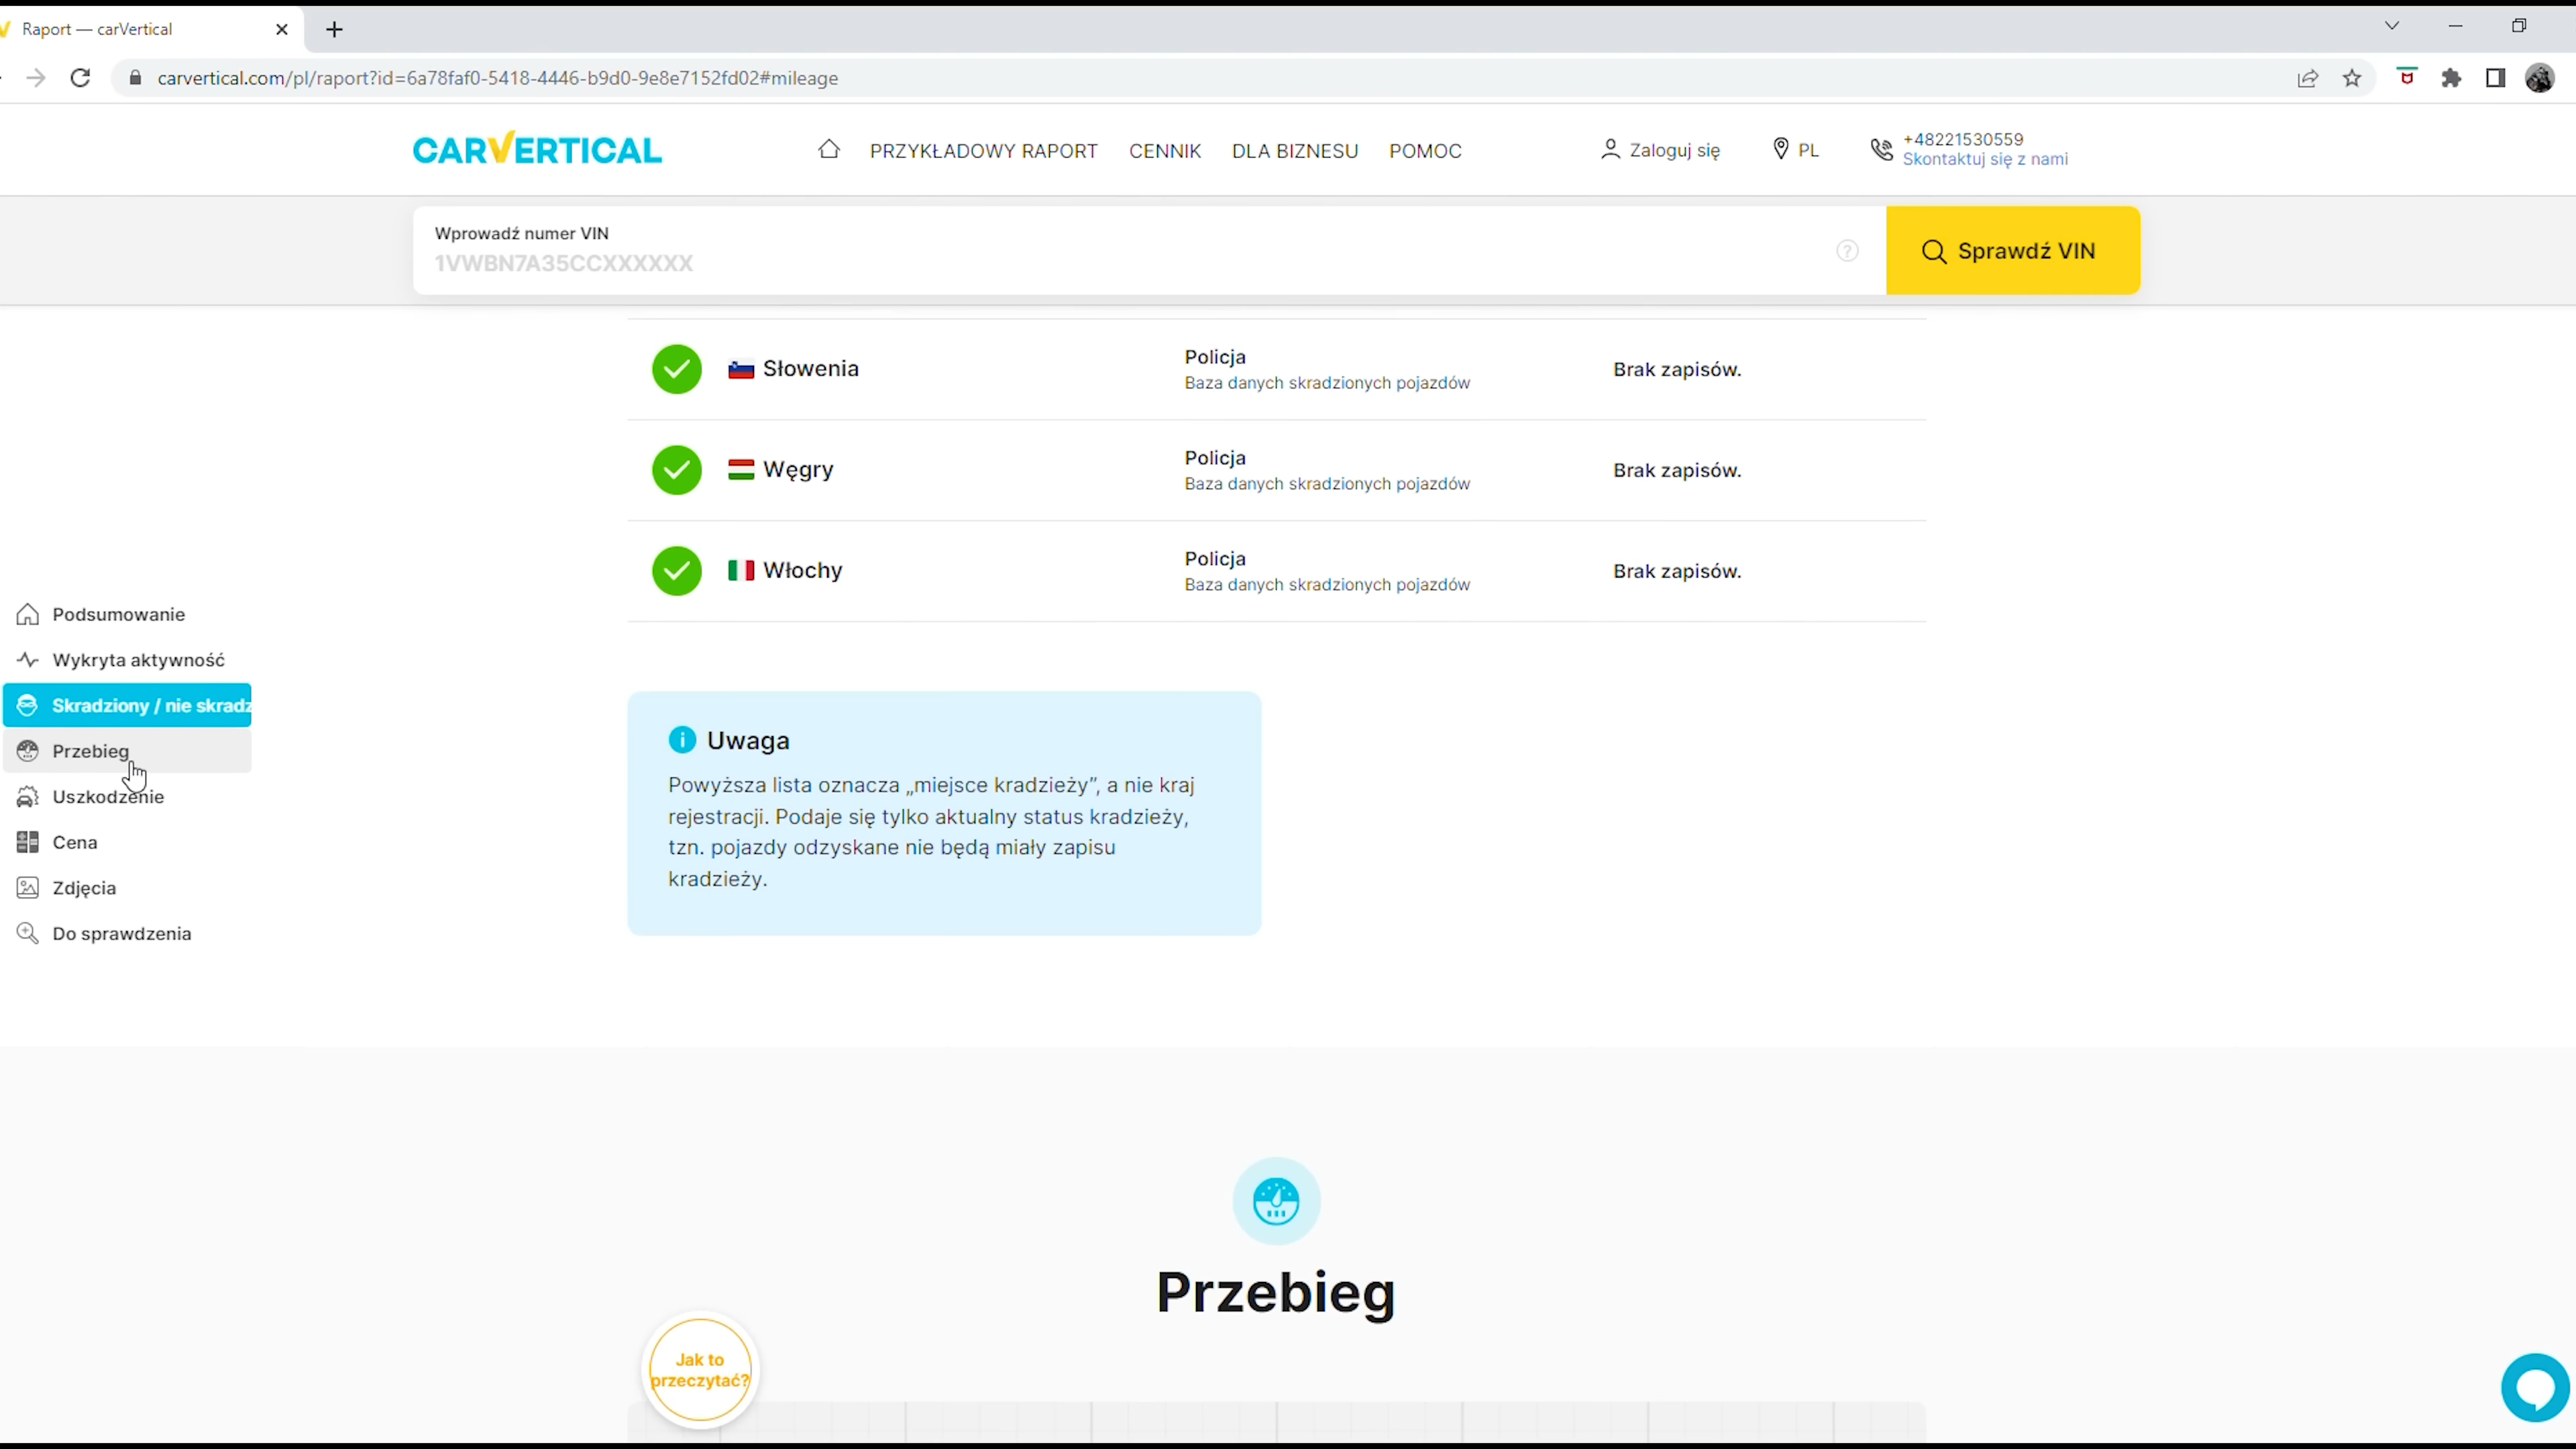 Raport — carVertical
carvertical.com/pl/raport?id=6a78faf0-5418-4446-b9d0-9e8e7152fd02#mileage
CARVERTICAL
PRZYKŁADOWY RAPORT
CENNIK
DLA BIZNESU
POMOC
Zaloguj się
PL
+48221530559
Skontaktuj się z nami
Wprowadź numer VIN
1VWBN7A35CCXXXXXX
?
Sprawdź VIN
Słowenia
Policja
Baza danych skradzionych pojazdów
Brak zapisów.
Węgry
Policja
Baza danych skradzionych pojazdów
Brak zapisów.
Włochy
Policja
Baza danych skradzionych pojazdów
Brak zapisów.
Podsumowanie
Wykryta aktywność
Skradziony / nie skradz
Przebieg
Uszkodzenie
Cena
Zdjęcia
Do sprawdzenia
Uwaga
Powyższa lista oznacza „miejsce kradzieży”, a nie kraj
rejestracji. Podaje się tylko aktualny status kradzieży,
tzn. pojazdy odzyskane nie będą miały zapisu
kradzieży.
Przebieg
Jak to
przeczytać?